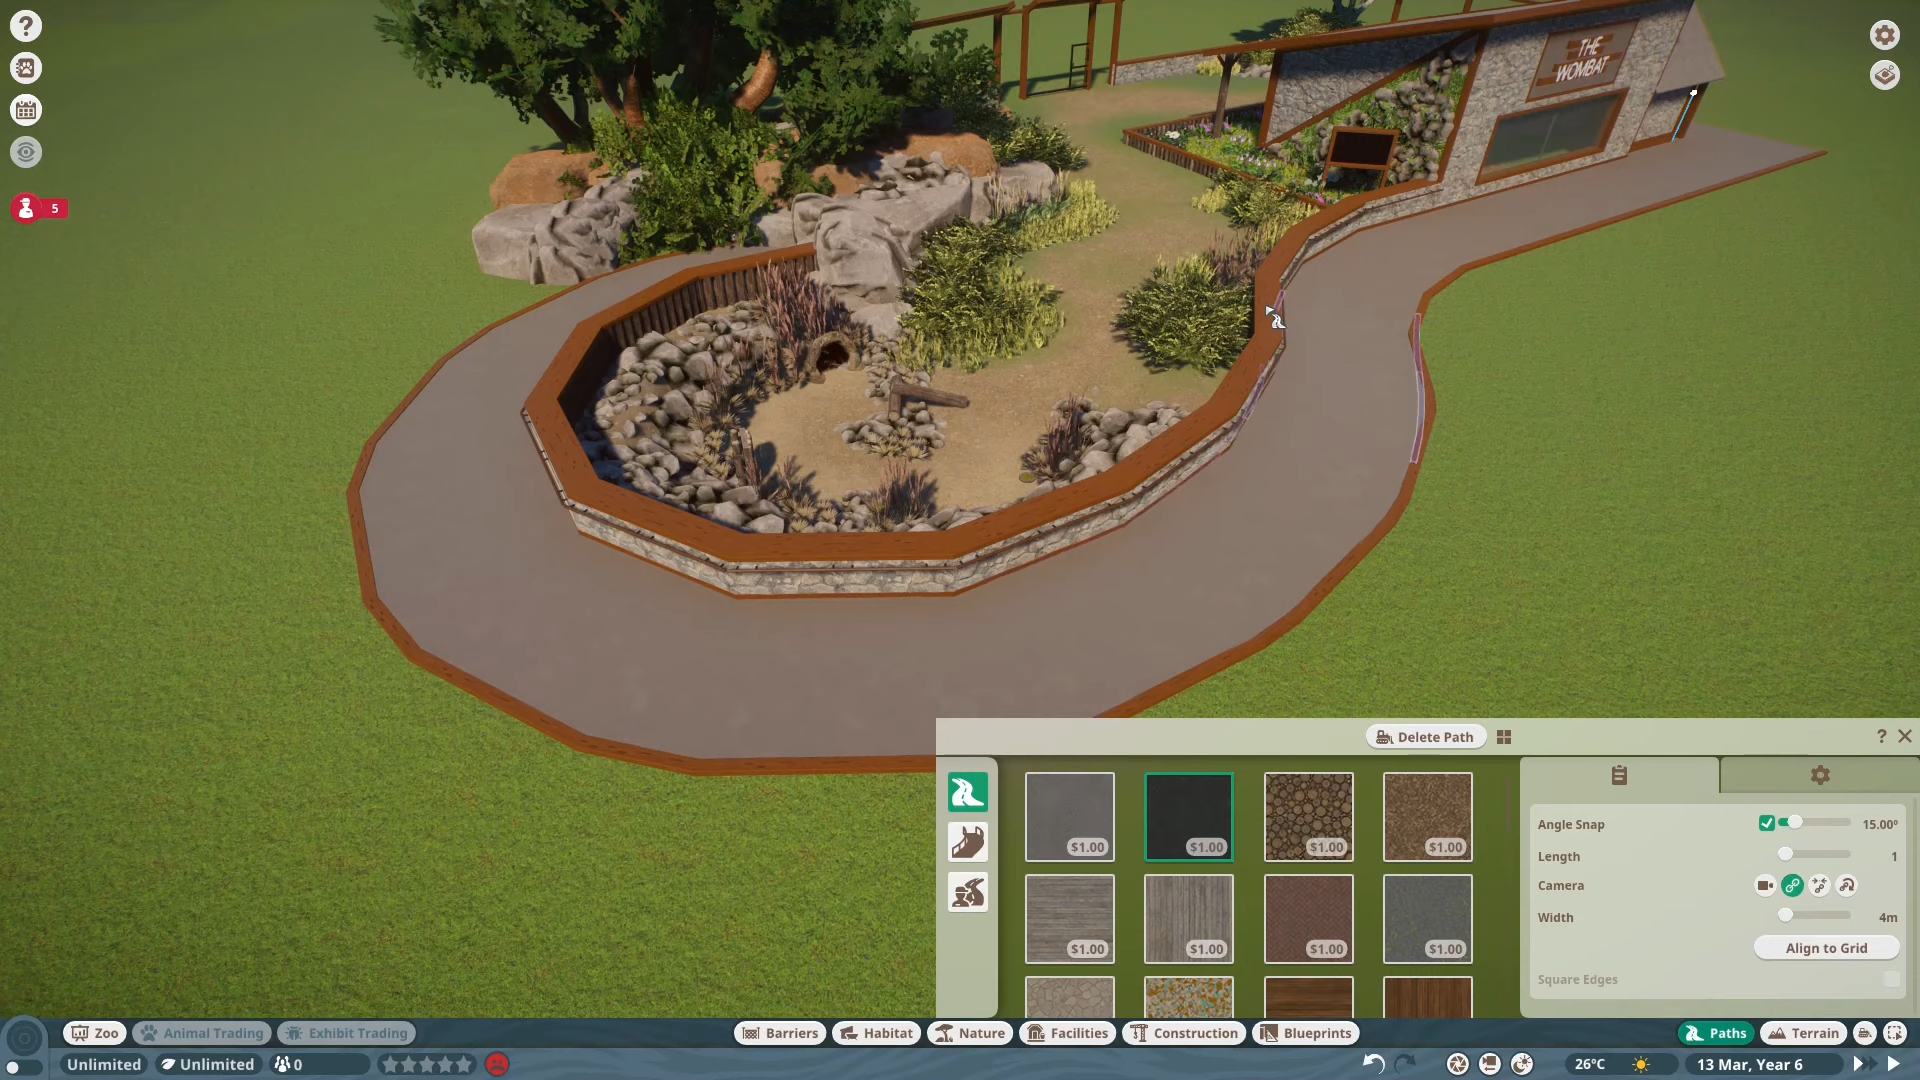 ?
THE
WOMBAT
5
Delete Path
?
$1.00
$1.00
$1.00
$1.00
$1.00
$1.00
$1.00
$1.00
Angle Snap
15.00°
Length
1
Camera
Width
4m
Align to Grid
Square Edges
Zoo
Animal Trading
Exhibit Trading
Barriers
Habitat
Nature
Facilities
Construction
Blueprints
Paths
Terrain
Unlimited
Unlimited
0
26°C
13 Mar, Year 6